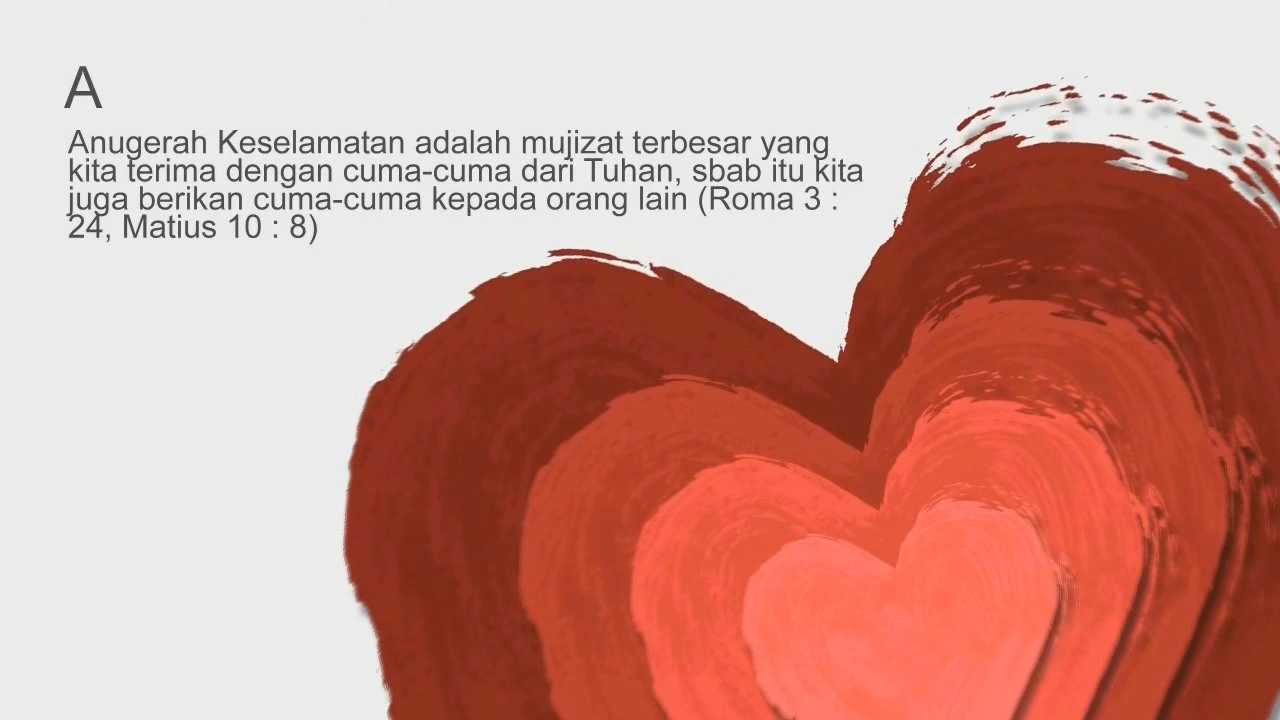 A
Anugerah Keselamatan adalah mujizat terbesar yang
kita terima dengan cuma-cuma dari Tuhan, sbab itu kita
juga berikan cuma-cuma kepada orang lain (Roma 3 :
24, Matius 10 : 8)